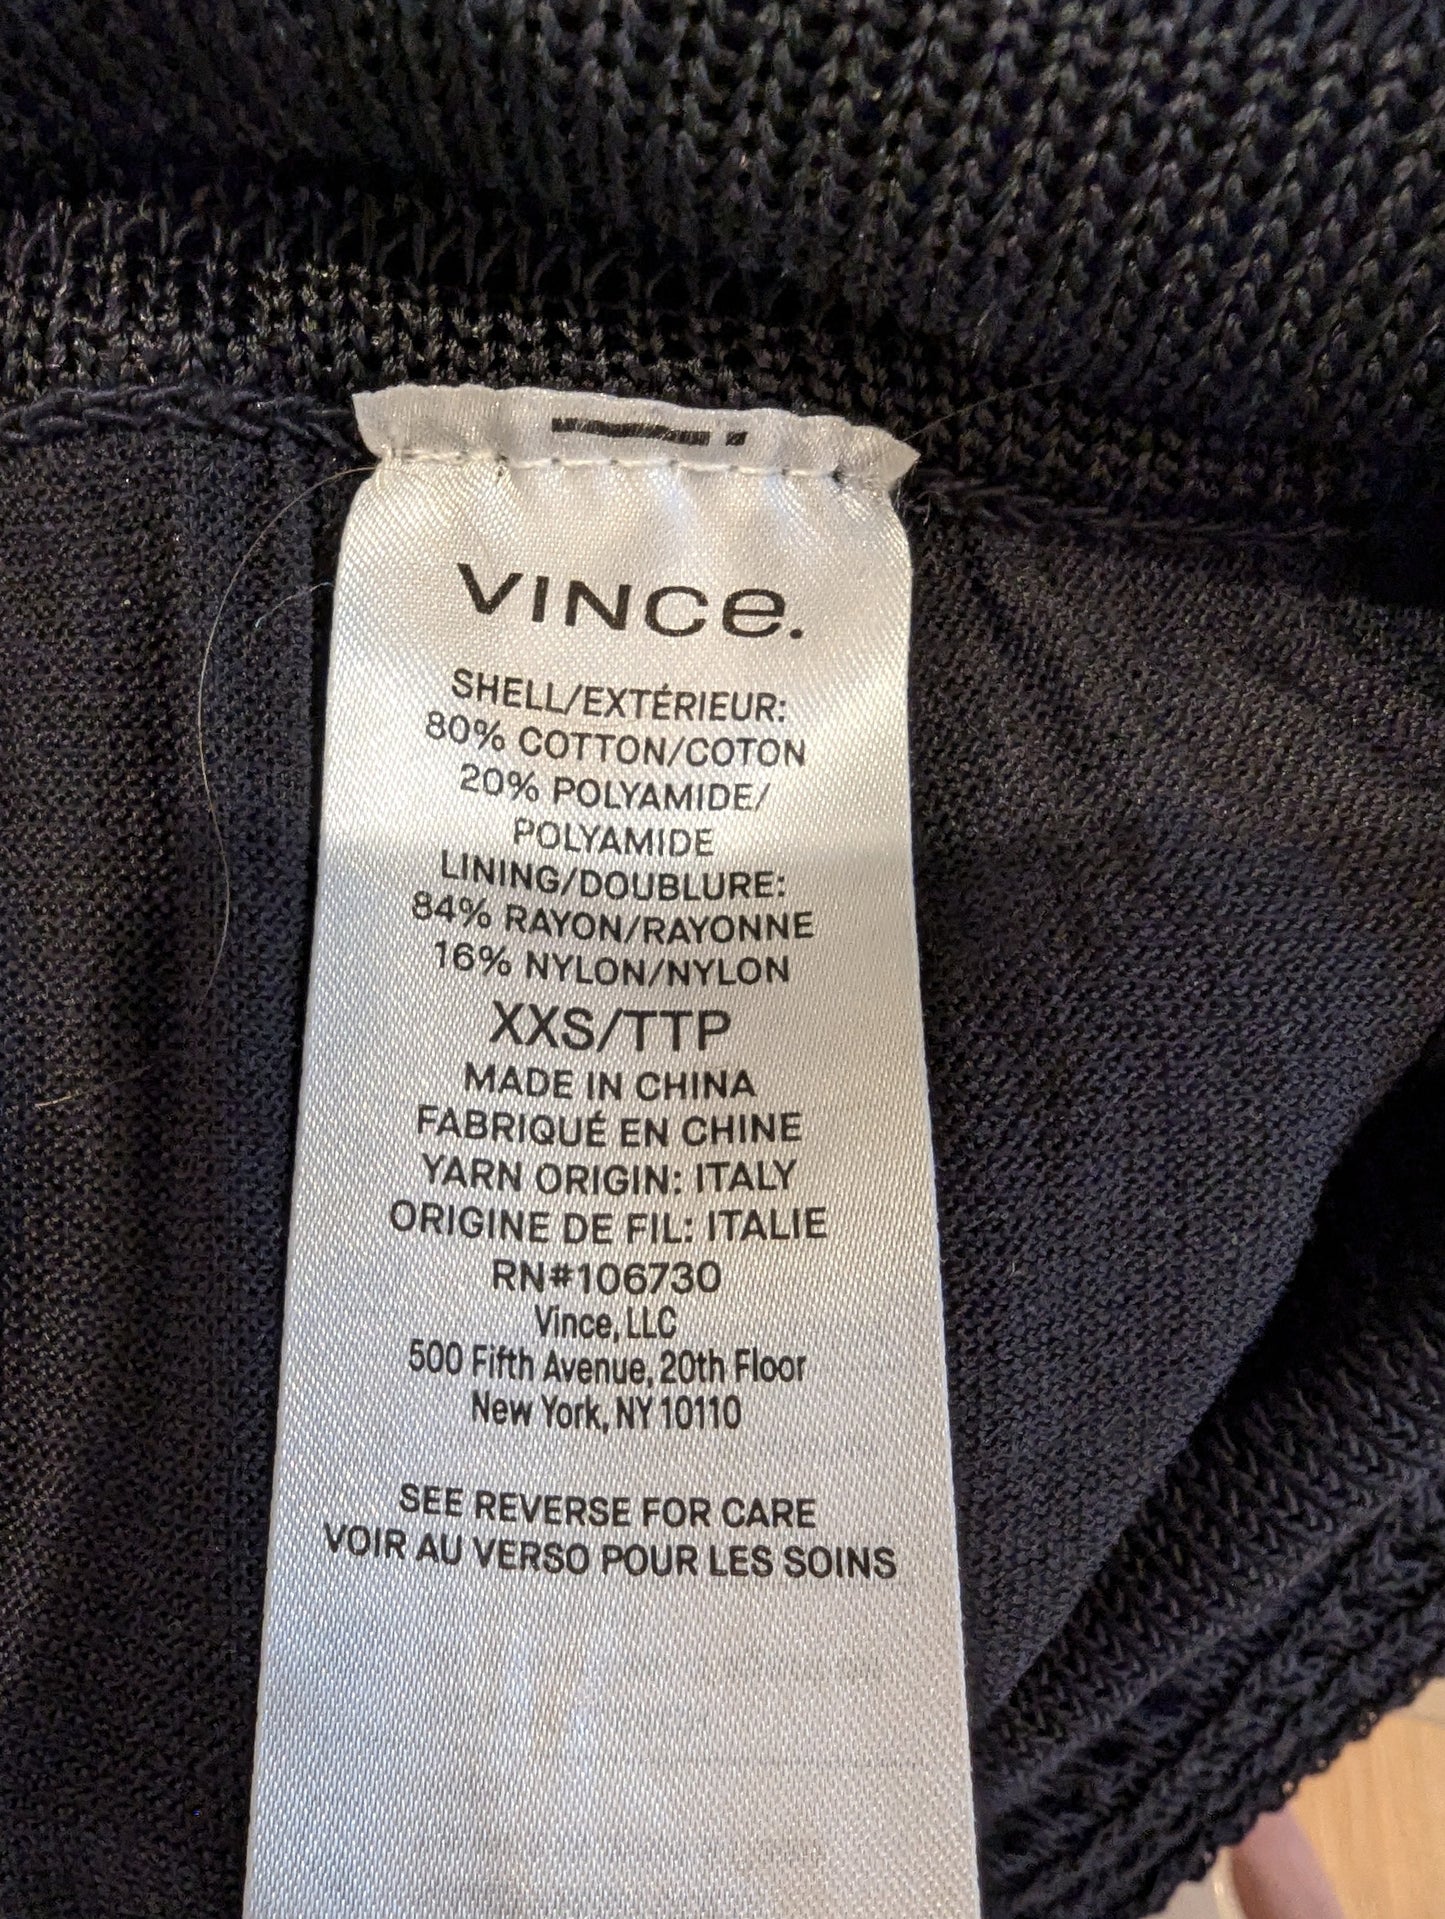 VINCe.
SHELL/EXTÉRIEUR:
80% COTTON/COTON
20% POLYAMIDE/
POLYAMIDE
LINING/DOUBLURE:
84% RAYON/RAYONNE
16% NYLON/NYLON
XXS/TTP
MADE IN CHINA
FABRIQUÉ EN CHINE
YARN ORIGIN: ITALY
ORIGINE DE FIL: ITALIE
RN#106730
Vince, LLC
500 Fifth Avenue, 20th Floor
New York, NY 10110
SEE REVERSE FOR CARE
VOIR AU VERSO POUR LES SOINS